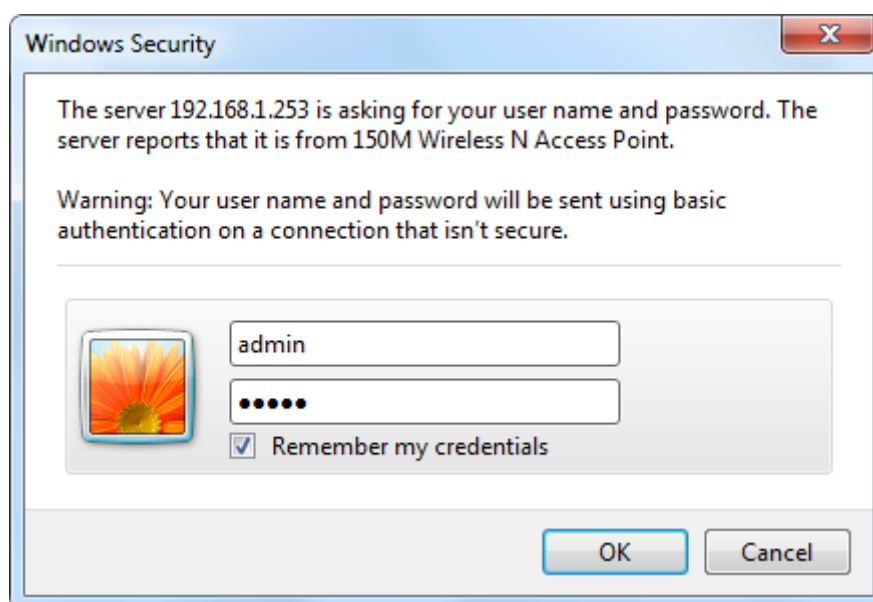 Windows Security
The server 192.168.1.253 is asking for your user name and password. The
server reports that it is from 150M Wireless N Access Point.
Warning: Your user name and password will be sent using basic
authentication on a connection that isn't secure.
admin
●●●●●
Remember my credentials
OK
Cancel